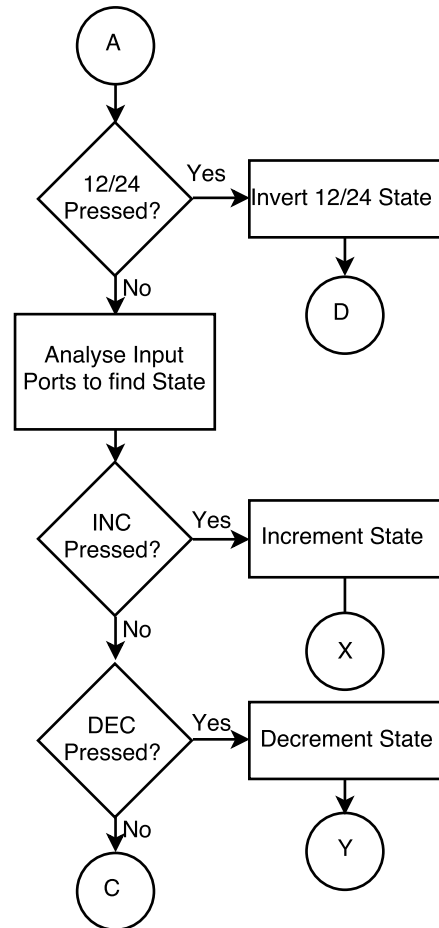 A
12/24
Pressed?
Yes
Invert 12/24 State
No
D
Analyse Input
Ports to find State
INC
Pressed?
Yes
Increment State
No
X
DEC
Pressed?
Yes
Decrement State
No
C
Y